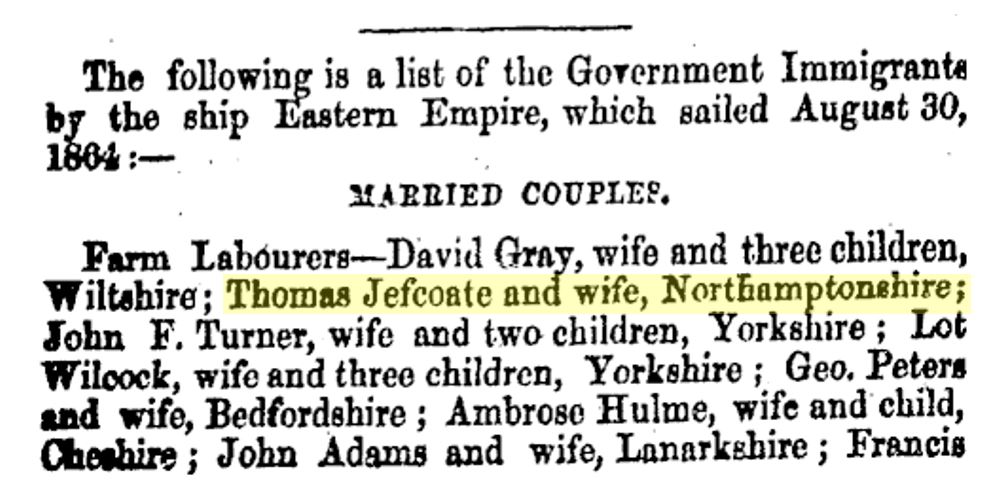 The following is a list of the Government Immigrants
by the ship Eastern Empire, which sailed August 30,
1864:—
MARRIED COUPLES.
Farm Labourers—David Gray, wife and three children,
Wiltshire; Thomas Jefcoate and wife, Northamptonshire;
John F. Turner, wife and two children, Yorkshire; Lot
Wilcock, wife and three children, Yorkshire; Geo. Peters
and wife, Bedfordshire; Ambrose Hulme, wife and child,
Cheshire; John Adams and wife, Lanarkshire; Francis